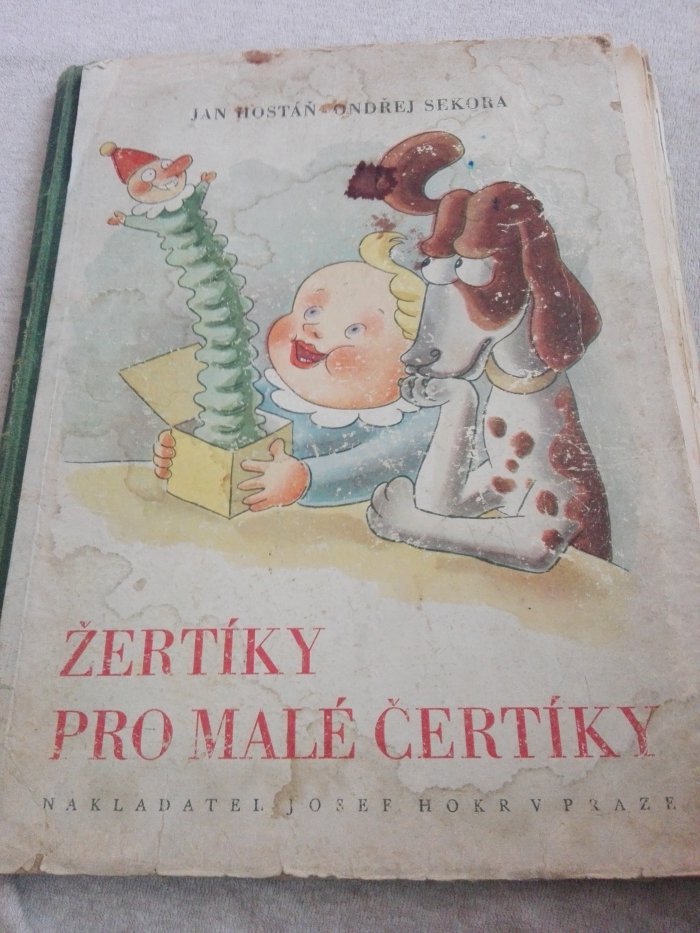 JAN HOSTÁŇ - ONDŘEJ SEKORA
ŽERTÍKY
PRO MALÉ ČERTÍKY
NAKLADATEL JOSEF HOKR V PRAZE